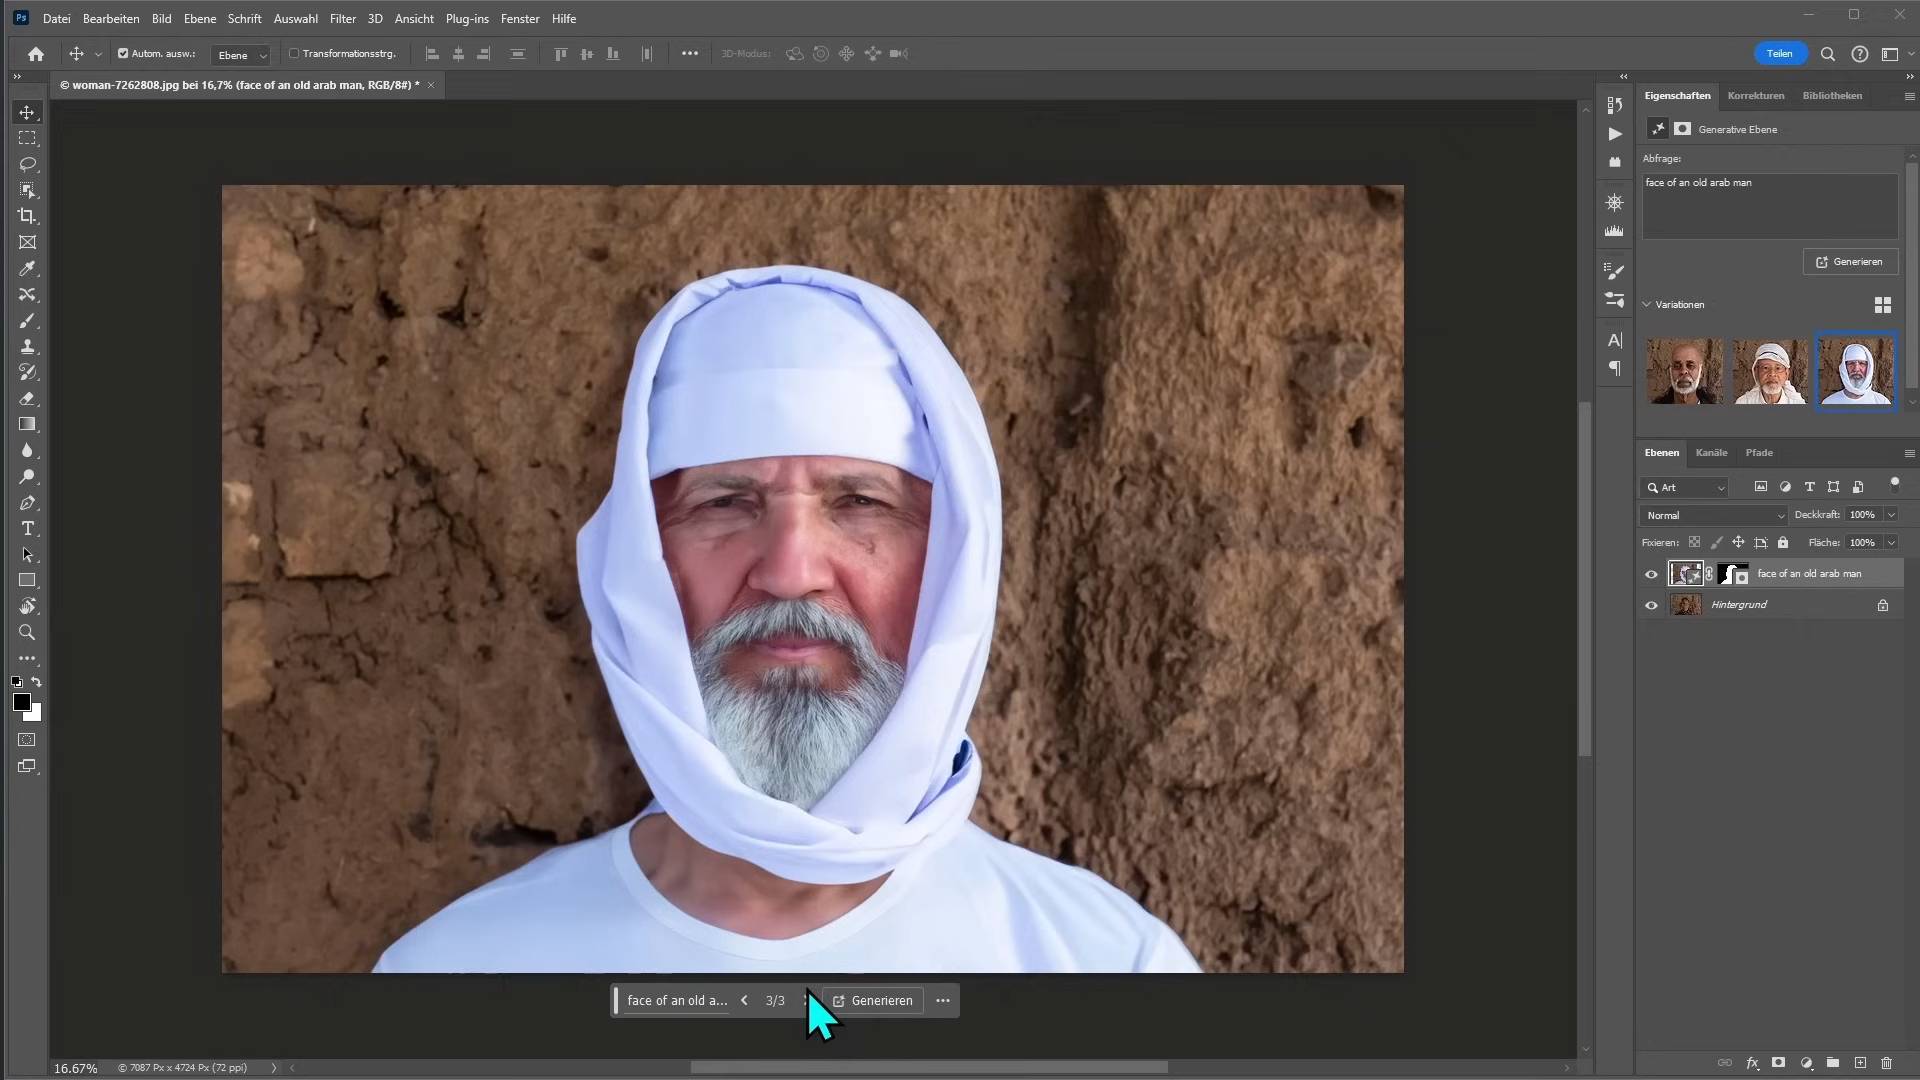 Ps Datei Bearbeiten Bild Ebene Schrift Auswahl Filter 3D Ansicht Plug-ins Fenster Hilfe
Autom. ausw.: Ebene Transformationsstrg. 3D-Modus: Teilen
© woman-7262808.jpg bei 16,7% (face of an old arab man, RGB/8#) *
Eigenschaften Korrekturen Bibliotheken
Generative Ebene
Abfrage:
face of an old arab man
Generieren
Variationen
Ebenen Kanäle Pfade
Art
Normal Deckkraft: 100%
Fixieren: Fläche: 100%
face of an old arab man
Hintergrund
face of an old a... 3/3 Generieren
16.67% © 7087 Px x 4724 Px (72 ppi)